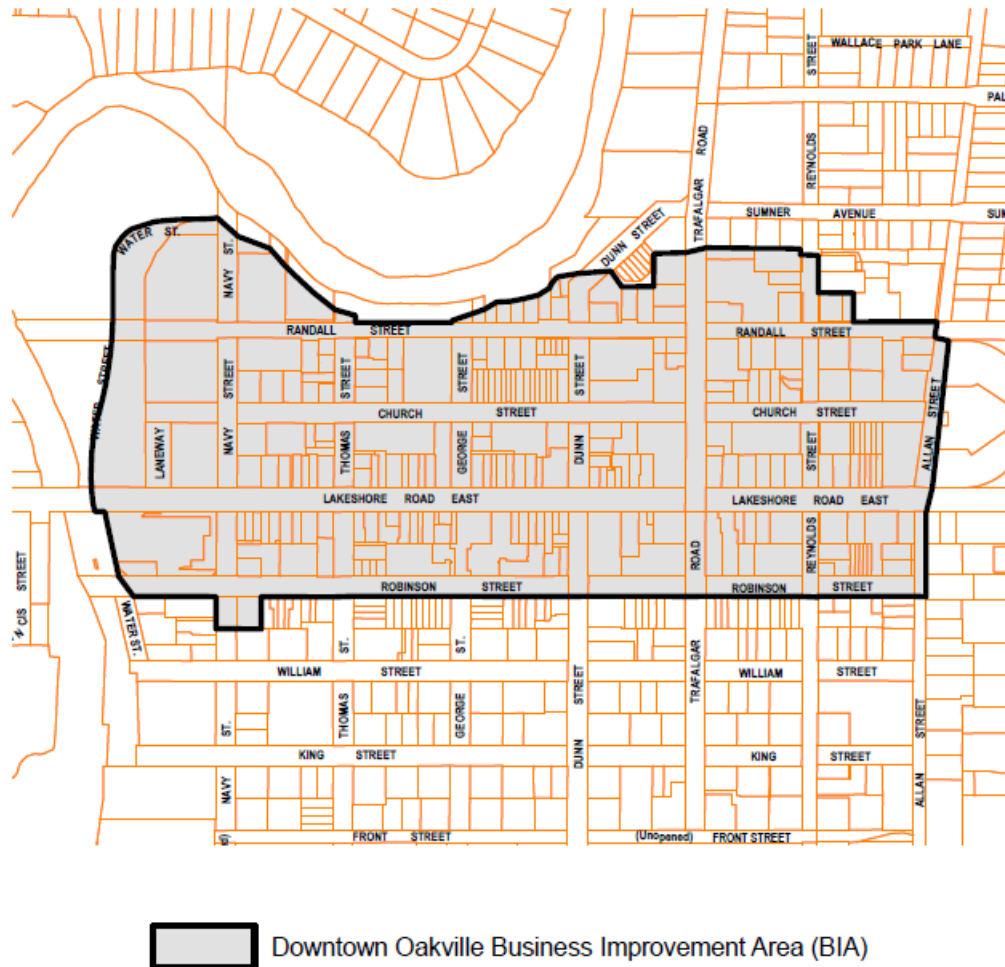 WALLACE PARK LANE
STREET
PAL
TRAFALGAR ROAD
REYNOLDS
SUMNER AVENUE
SUM
DUNN STREET
WATER ST.
NAVY ST.
RANDALL STREET
RANDALL STREET
WATER STREET
STREET
STREET
STREET
STREET
CHURCH STREET
CHURCH STREET
ALLAN STREET
LANEWAY
NAVY
THOMAS
GEORGE
DUNN
STREET
LAKESHORE ROAD EAST
LAKESHORE ROAD EAST
STREET
ROAD
REYNOLDS
ROBINSON STREET
ROBINSON STREET
WATER ST.
ST.
ST.
WILLIAM STREET
WILLIAM STREET
TRAFALGAR
STREET
ST.
THOMAS
GEORGE
STREET
KING STREET
KING STREET
DUNN
NAVY
ALLAN
FRONT STREET
(Unopened) FRONT STREET
Downtown Oakville Business Improvement Area (BIA)